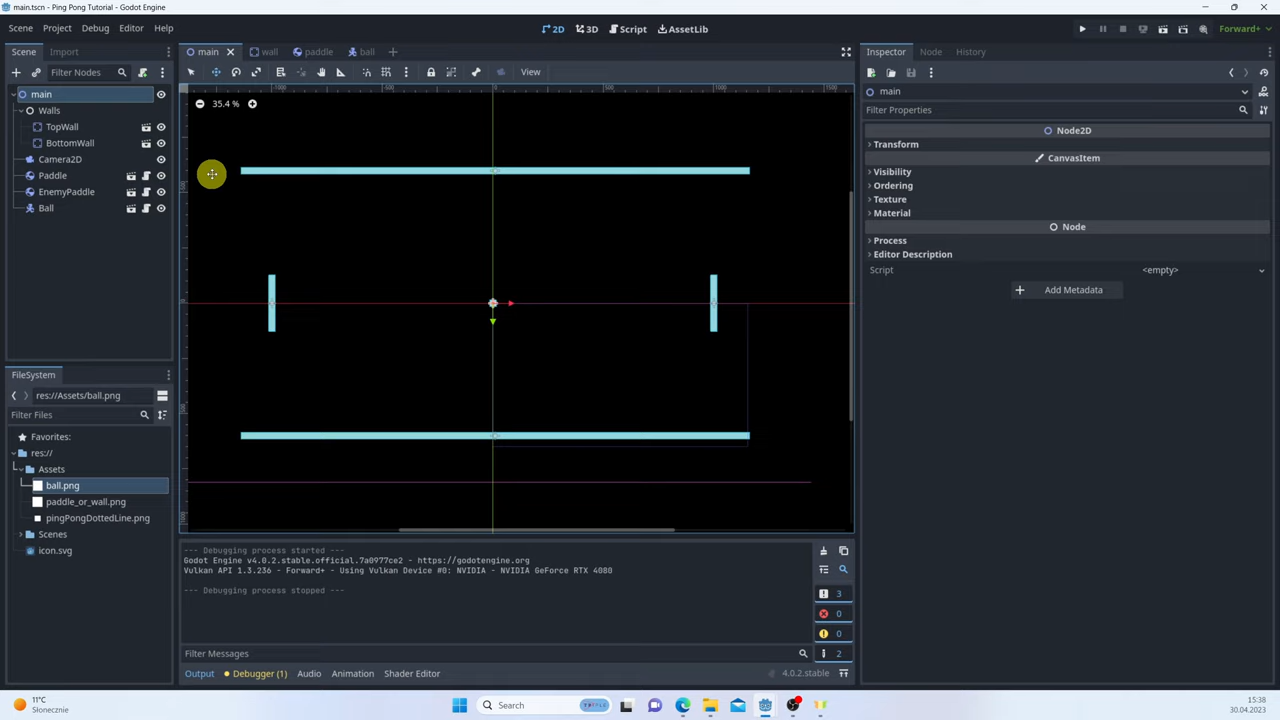 main.tscn - Ping Pong Tutorial - Godot Engine
Scene Project Debug Editor Help
2D 3D Script AssetLib
Forward+
Scene Import
main wall paddle ball
Inspector Node History
Filter Nodes
View
main
main
Filter Properties
35.4 %
Walls
TopWall
BottomWall
Camera2D
Paddle
EnemyPaddle
Ball
Node2D
Transform
CanvasItem
Visibility
Ordering
Texture
Material
Node
Process
Editor Description
Script <empty>
Add Metadata
FileSystem
res://Assets/ball.png
Filter Files
Favorites:
res://
Assets
ball.png
paddle_or_wall.png
pingPongDottedLine.png
Scenes
icon.svg
--- Debugging process started ---
Godot Engine v4.0.2.stable.official.7a0977ce2 - https://godotengine.org
Vulkan API 1.3.236 - Forward+ - Using Vulkan Device #0: NVIDIA - NVIDIA GeForce RTX 4080
--- Debugging process stopped ---
3
0
0
2
Filter Messages
Output Debugger (1) Audio Animation Shader Editor
4.0.2.stable
11°C
Słonecznie
Search
15:38
30.04.2023